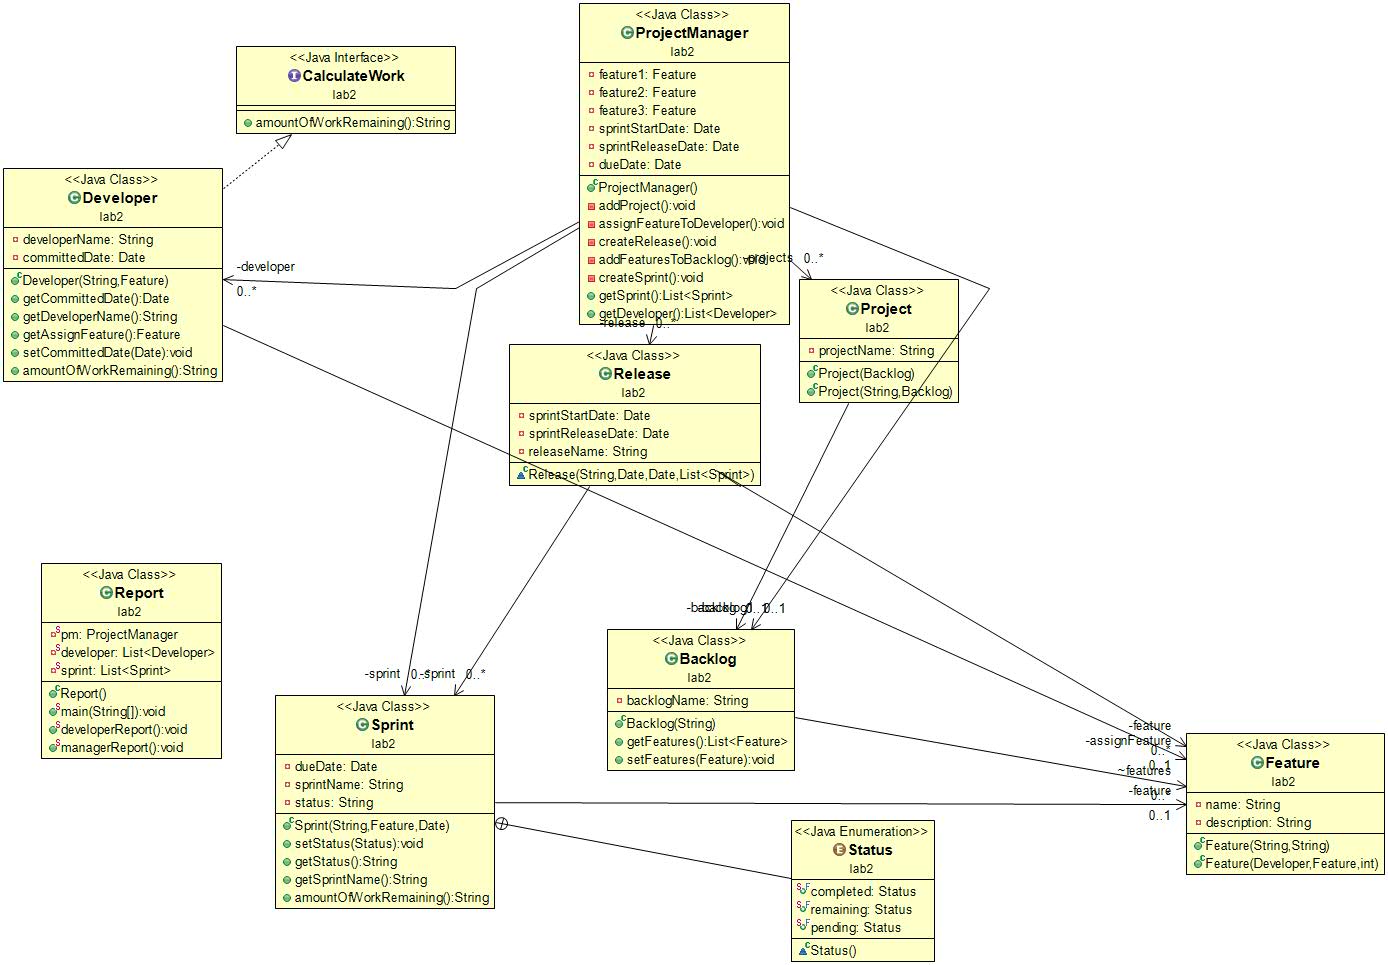 <<Java Class>>
ProjectManager
lab2
feature1: Feature
feature2: Feature
feature3: Feature
sprintStartDate: Date
sprintReleaseDate: Date
dueDate: Date
ProjectManager()
addProject():void
assignFeatureToDeveloper():void
createRelease():void
addFeaturesToBacklog():void
createSprint():void
getSprint():List<Sprint>
getDeveloper():List<Developer>
<<Java Interface>>
CalculateWork
lab2
amountOfWorkRemaining():String
<<Java Class>>
Developer
lab2
developerName: String
committedDate: Date
Developer(String,Feature)
getCommittedDate():Date
getDeveloperName():String
getAssignFeature():Feature
setCommittedDate(Date):void
amountOfWorkRemaining():String
-developer
0..*
-projects 0..*
<<Java Class>>
Project
lab2
projectName: String
Project(Backlog)
Project(String,Backlog)
-release 0..*
<<Java Class>>
Release
lab2
sprintStartDate: Date
sprintReleaseDate: Date
releaseName: String
Release(String,Date,Date,List<Sprint>)
<<Java Class>>
Report
lab2
pm: ProjectManager
developer: List<Developer>
sprint: List<Sprint>
Report()
main(String[]):void
developerReport():void
managerReport():void
-backlog 0..1
-backlog 0..1
<<Java Class>>
Backlog
lab2
backlogName: String
Backlog(String)
getFeatures():List<Feature>
setFeatures(Feature):void
-sprint 0..*
-sprint 0..*
<<Java Class>>
Sprint
lab2
dueDate: Date
sprintName: String
status: String
Sprint(String,Feature,Date)
setStatus(Status):void
getStatus():String
getSprintName():String
amountOfWorkRemaining():String
-feature
-assignFeature
0..*
0..1
~features
-feature
0..*
0..1
<<Java Class>>
Feature
lab2
name: String
description: String
Feature(String,String)
Feature(Developer,Feature,int)
<<Java Enumeration>>
Status
lab2
completed: Status
remaining: Status
pending: Status
Status()